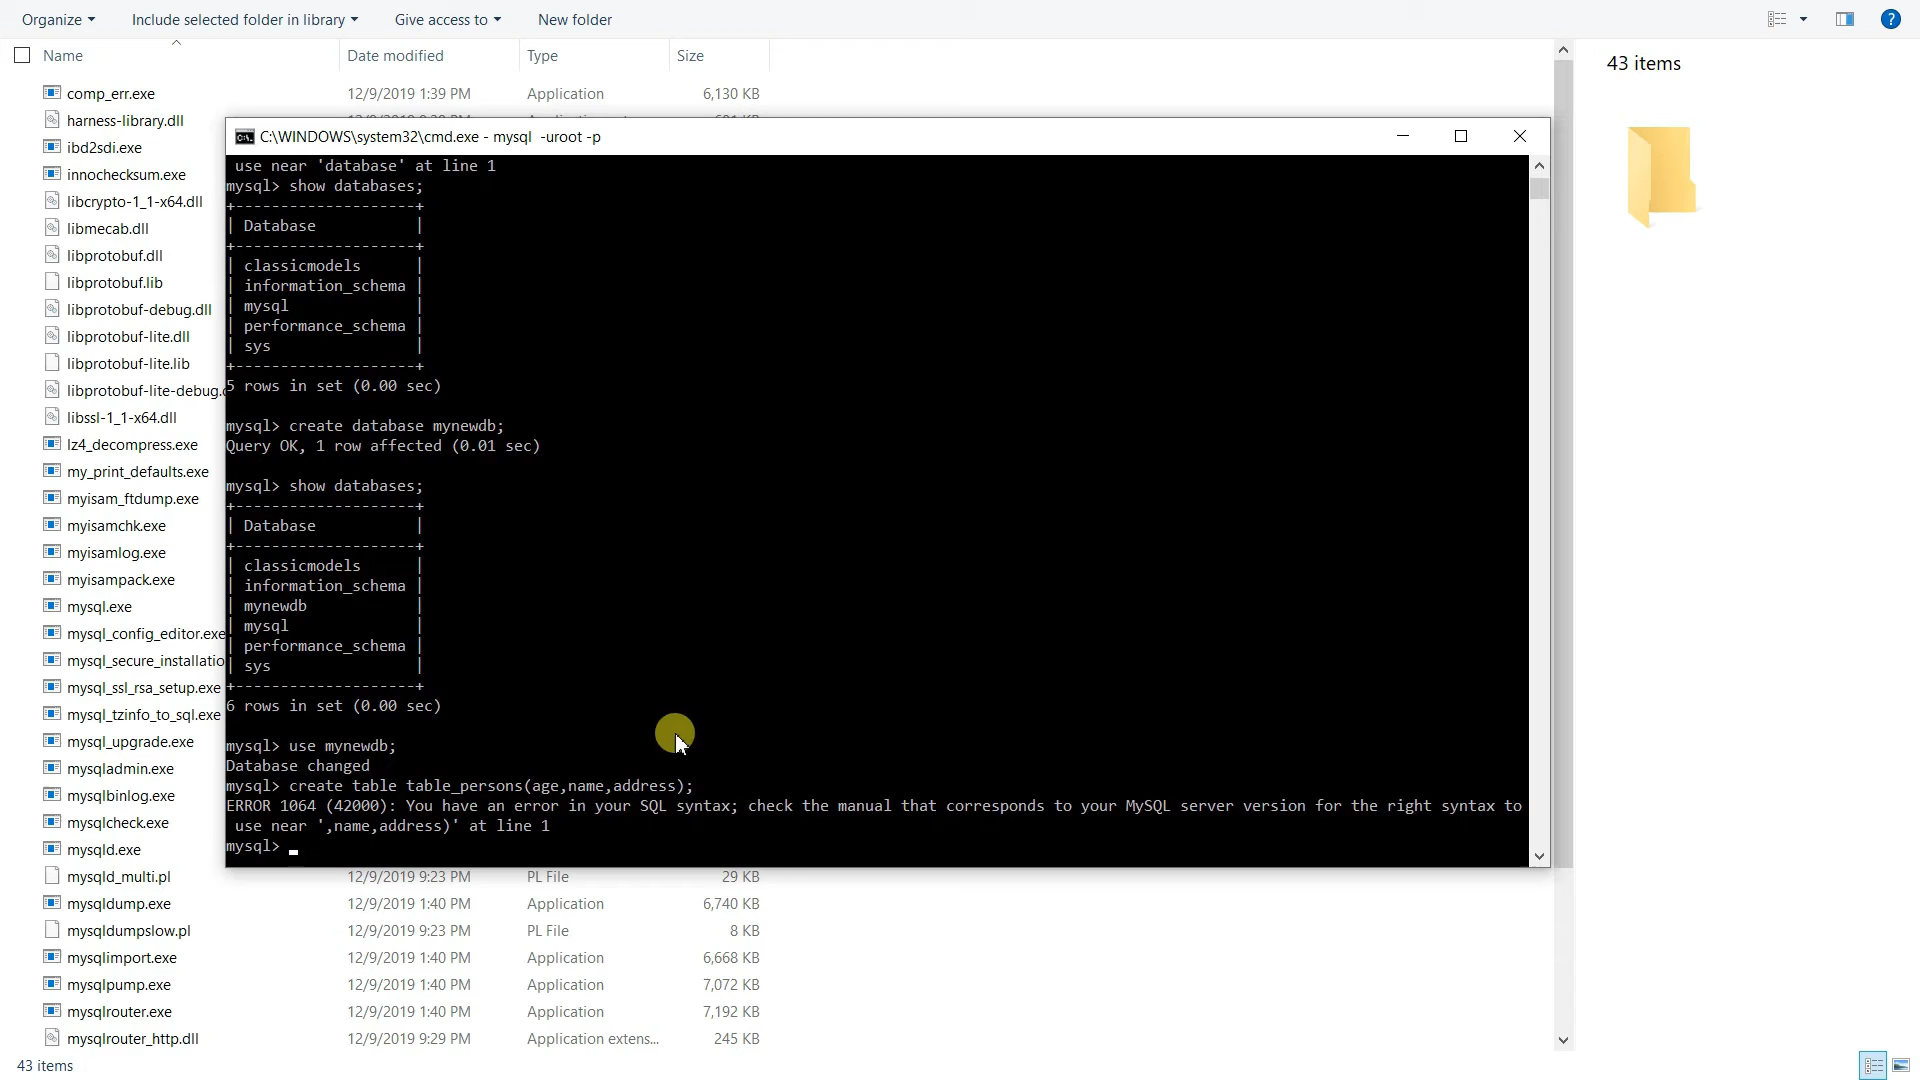 Organize
Include selected folder in library
Give access to
New folder
Name
Date modified
Type
Size
43 items
comp_err.exe 12/9/2019 1:39 PM Application 6,130 KB
harness-library.dll
ibd2sdi.exe
innochecksum.exe
libcrypto-1_1-x64.dll
libmecab.dll
libprotobuf.dll
libprotobuf.lib
libprotobuf-debug.dll
libprotobuf-lite.dll
libprotobuf-lite.lib
libprotobuf-lite-debug.
libssl-1_1-x64.dll
lz4_decompress.exe
my_print_defaults.exe
myisam_ftdump.exe
myisamchk.exe
myisamlog.exe
myisampack.exe
mysql.exe
mysql_config_editor.exe
mysql_secure_installatio
mysql_ssl_rsa_setup.exe
mysql_tzinfo_to_sql.exe
mysql_upgrade.exe
mysqladmin.exe
mysqlbinlog.exe
mysqlcheck.exe
mysqld.exe
mysqld_multi.pl 12/9/2019 9:23 PM PL File 29 KB
mysqldump.exe 12/9/2019 1:40 PM Application 6,740 KB
mysqldumpslow.pl 12/9/2019 9:23 PM PL File 8 KB
mysqlimport.exe 12/9/2019 1:40 PM Application 6,668 KB
mysqlpump.exe 12/9/2019 1:40 PM Application 7,072 KB
mysqlrouter.exe 12/9/2019 1:40 PM Application 7,192 KB
mysqlrouter_http.dll 12/9/2019 9:29 PM Application extens... 245 KB
43 items
C:\WINDOWS\system32\cmd.exe - mysql -uroot -p
use near 'database' at line 1
mysql> show databases;
+--------------------+
| Database |
+--------------------+
| classicmodels |
| information_schema |
| mysql |
| performance_schema |
| sys |
+--------------------+
5 rows in set (0.00 sec)
mysql> create database mynewdb;
Query OK, 1 row affected (0.01 sec)
mysql> show databases;
+--------------------+
| Database |
+--------------------+
| classicmodels |
| information_schema |
| mynewdb |
| mysql |
| performance_schema |
| sys |
+--------------------+
6 rows in set (0.00 sec)
mysql> use mynewdb;
Database changed
mysql> create table table_persons(age,name,address);
ERROR 1064 (42000): You have an error in your SQL syntax; check the manual that corresponds to your MySQL server version for the right syntax to
use near ',name,address)' at line 1
mysql>